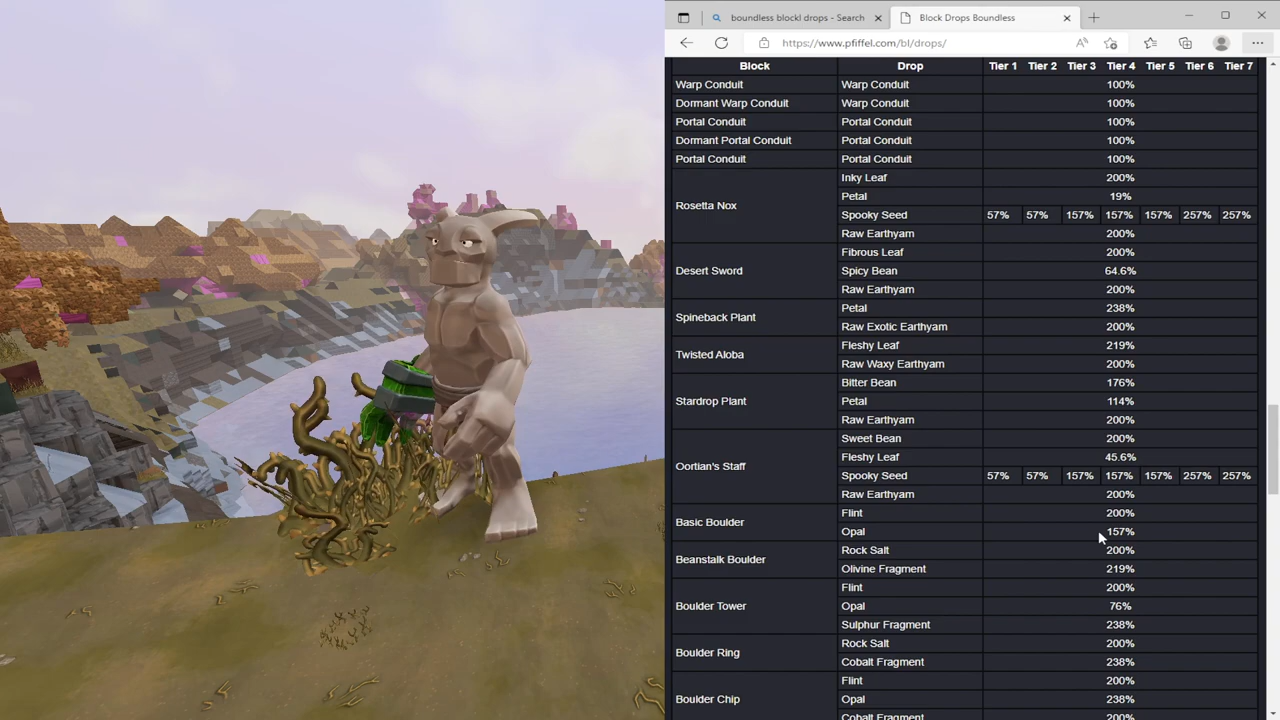 boundless blockl drops - Search
Block Drops Boundless
https://www.pfiffel.com/bl/drops/
Block Drop Tier 1 Tier 2 Tier 3 Tier 4 Tier 5 Tier 6 Tier 7
Warp Conduit Warp Conduit 100%
Dormant Warp Conduit Warp Conduit 100%
Portal Conduit Portal Conduit 100%
Dormant Portal Conduit Portal Conduit 100%
Portal Conduit Portal Conduit 100%
Rosetta Nox
Inky Leaf 200%
Petal 19%
Spooky Seed 57% 57% 157% 157% 157% 257% 257%
Raw Earthyam 200%
Desert Sword
Fibrous Leaf 200%
Spicy Bean 64.6%
Raw Earthyam 200%
Spineback Plant
Petal 238%
Raw Exotic Earthyam 200%
Twisted Aloba
Fleshy Leaf 219%
Raw Waxy Earthyam 200%
Stardrop Plant
Bitter Bean 176%
Petal 114%
Raw Earthyam 200%
Oortian's Staff
Sweet Bean 200%
Fleshy Leaf 45.6%
Spooky Seed 57% 57% 157% 157% 157% 257% 257%
Raw Earthyam 200%
Basic Boulder
Flint 200%
Opal 157%
Beanstalk Boulder
Rock Salt 200%
Olivine Fragment 219%
Boulder Tower
Flint 200%
Opal 76%
Sulphur Fragment 238%
Boulder Ring
Rock Salt 200%
Cobalt Fragment 238%
Boulder Chip
Flint 200%
Opal 238%
Cobalt Fragment 200%